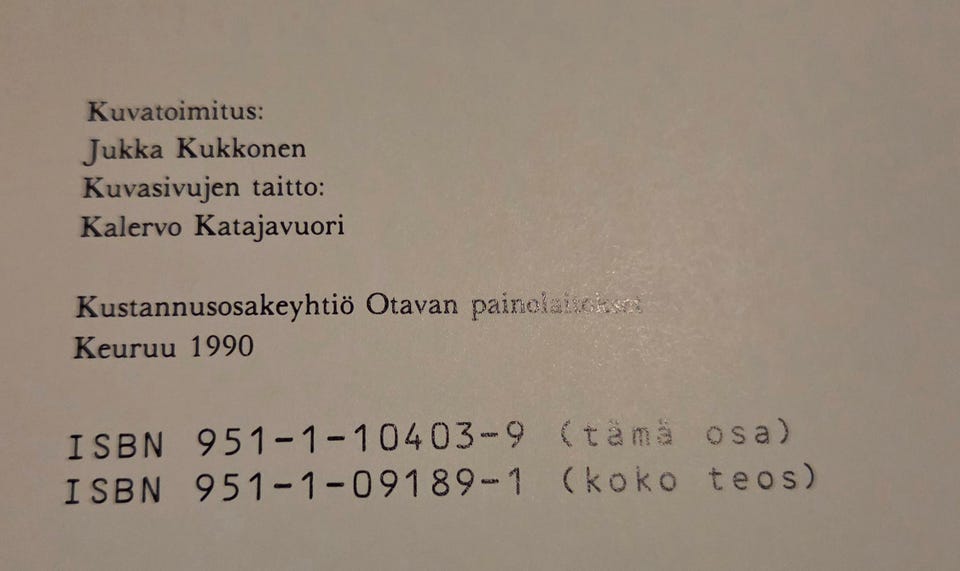 Kuvatoimitus:
Jukka Kukkonen
Kuvasivujen taitto:
Kalervo Katajavuori
Kustannusosakeyhtiö Otavan painolaitokset
Keuruu 1990
ISBN 951-1-10403-9 (tämä osa)
ISBN 951-1-09189-1 (koko teos)